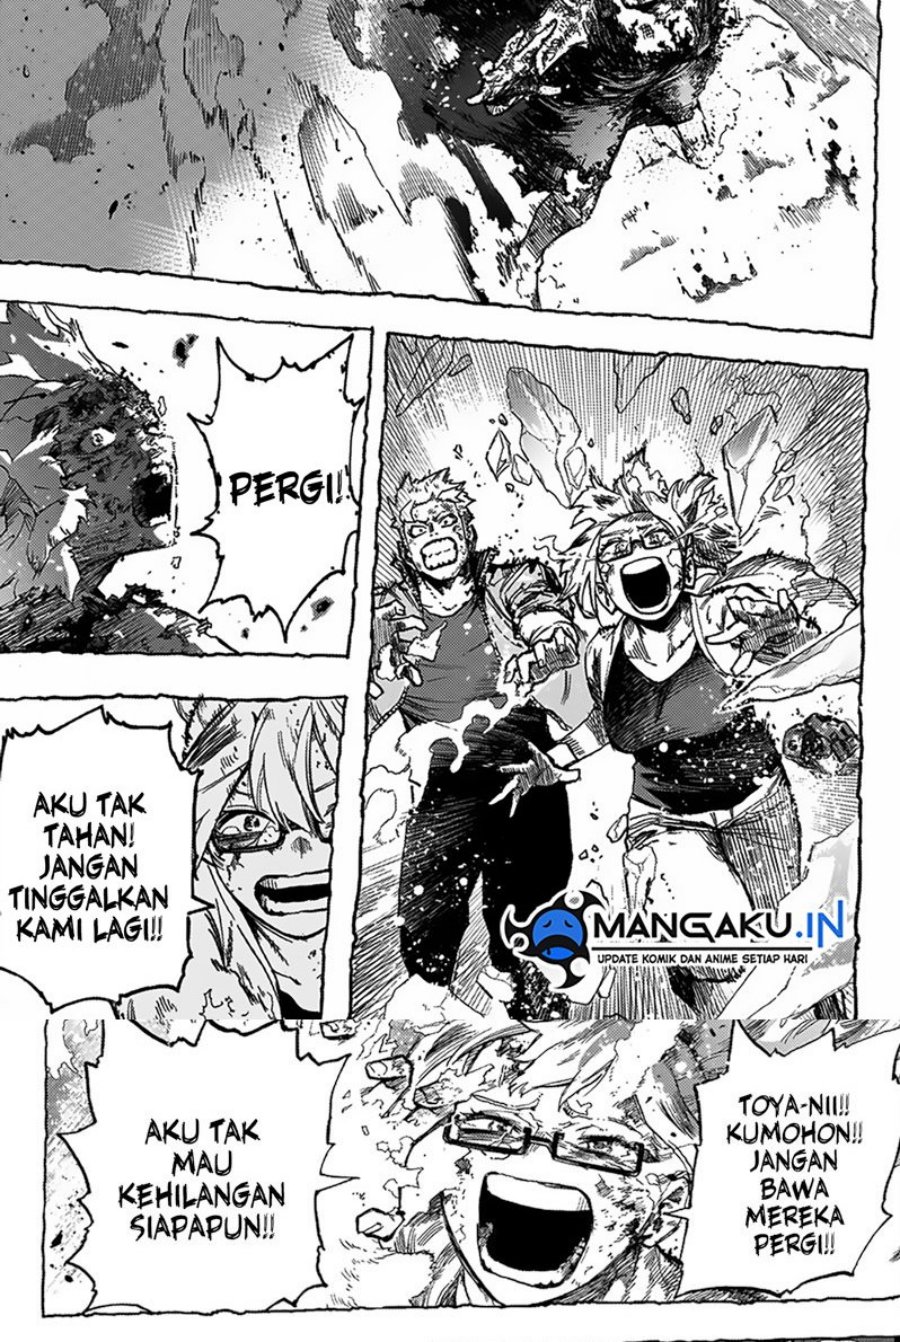 PERGI!
MANGAKU.IN
UPDATE KOMIK DAN ANIME SETIAP HARI
AKU TAK
TAHAN!
JANGAN
TINGGALKAN
KAMI LAGI!!
TOYA-NII!!
KUMOHON!!
JANGAN
BAWA
MEREKA
PERGI!!
AKU TAK
MAU
KEHILANGAN
SIAPAPUN!!